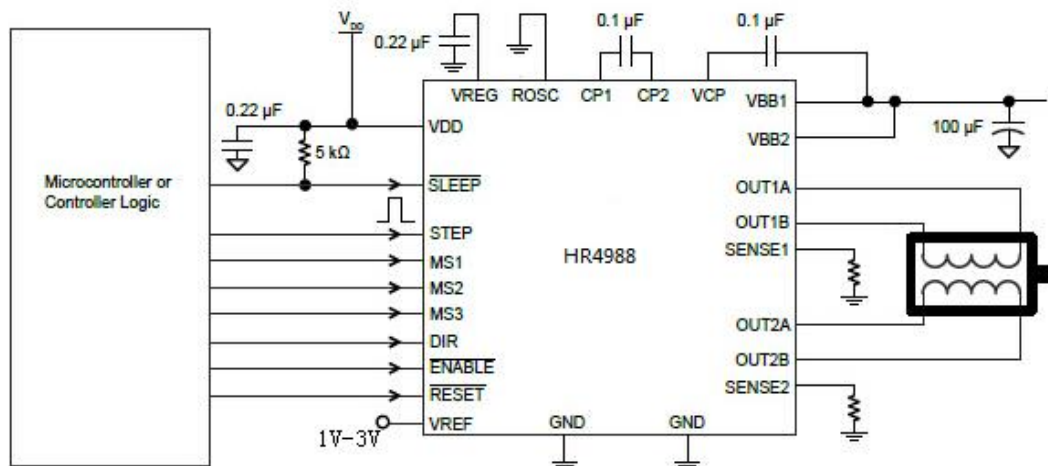 V_DD
0.22 µF
0.1 µF
0.1 µF
VREG
ROSC
CP1
CP2
VCP
VBB1
0.22 µF
VDD
VBB2
100 µF
5 kΩ
Microcontroller or
Controller Logic
SLEEP
OUT1A
STEP
OUT1B
HR4988
SENSE1
MS1
MS2
MS3
OUT2A
DIR
OUT2B
ENABLE
SENSE2
RESET
1V-3V
VREF
GND
GND